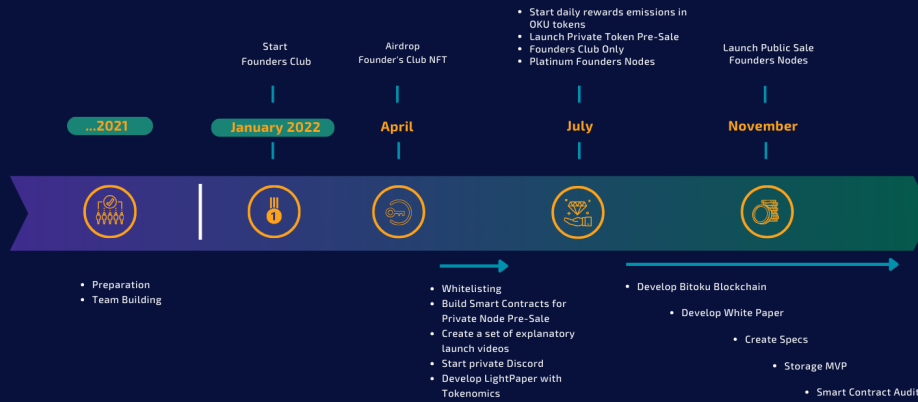 • Start daily rewards emissions in
OKU tokens
• Launch Private Token Pre-Sale
• Founders Club Only
• Platinum Founders Nodes
Start
Founders Club
Airdrop
Founder's Club NFT
Launch Public Sale
Founders Nodes
...2021
January 2022
April
July
November
1
• Preparation
• Team Building
• Whitelisting
• Build Smart Contracts for
Private Node Pre-Sale
• Create a set of explanatory
launch videos
• Start private Discord
• Develop LightPaper with
Tokenomics
• Develop Bitoku Blockchain
• Develop White Paper
• Create Specs
• Storage MVP
• Smart Contract Audit